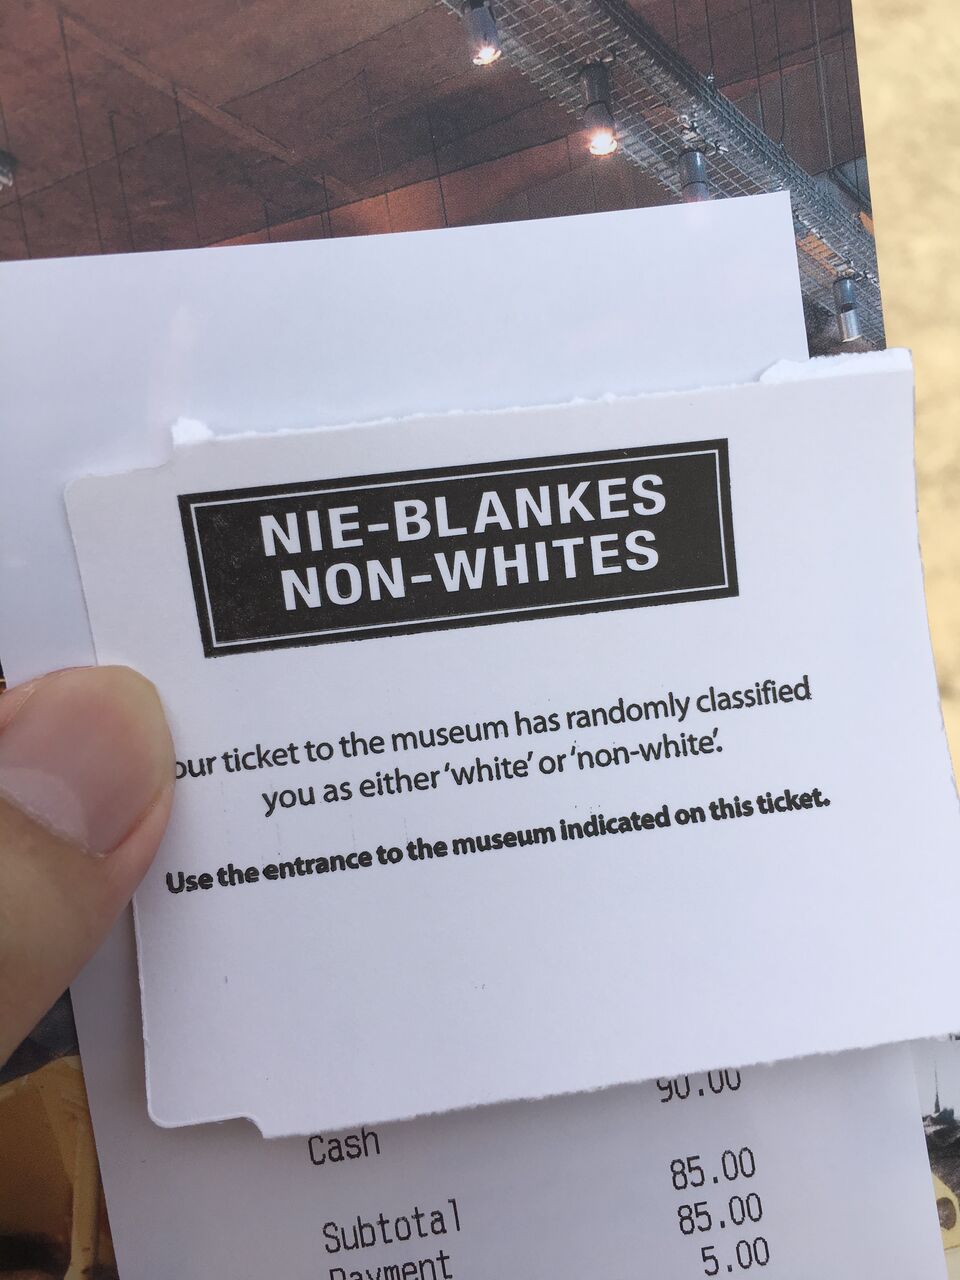 NIE-BLANKES
NON-WHITES
our ticket to the museum has randomly classified
you as either 'white' or 'non-white'.
Use the entrance to the museum indicated on this ticket.
90.00
Cash
85.00
Subtotal 85.00
Payment 5.00